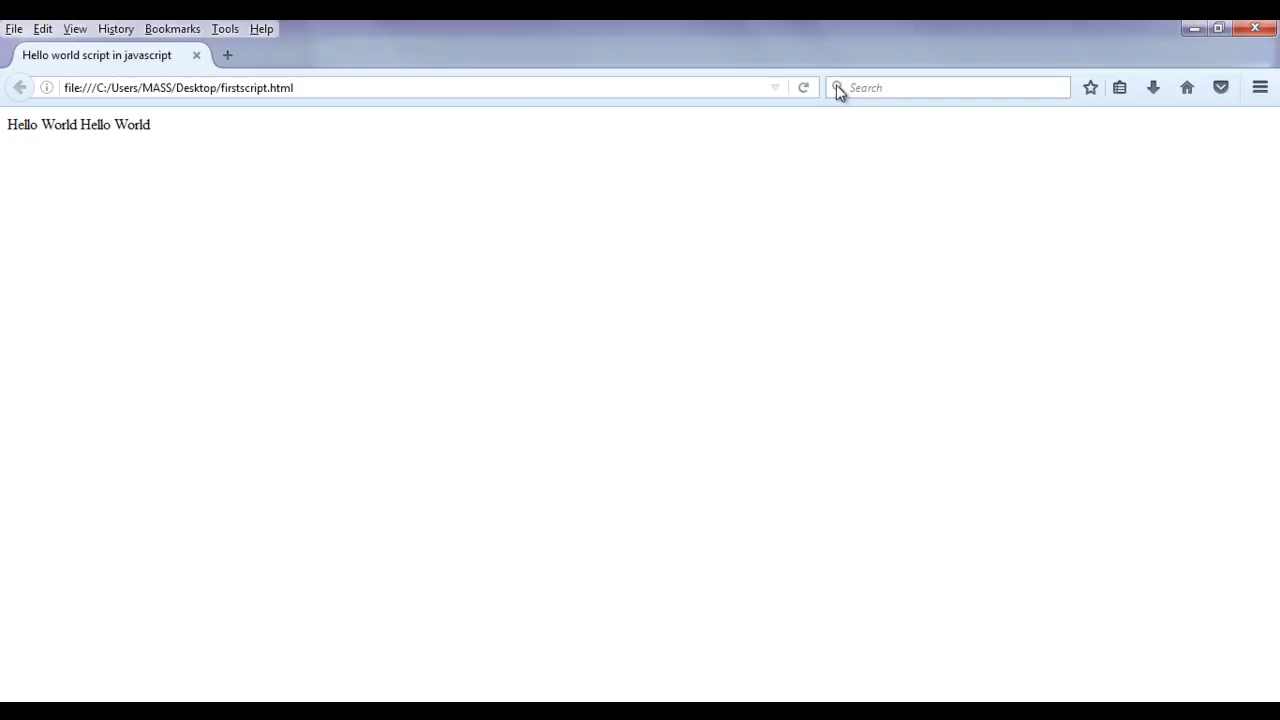 File Edit View History Bookmarks Tools Help
Hello world script in javascript
file:///C:/Users/MASS/Desktop/firstscript.html Search
Hello World Hello World